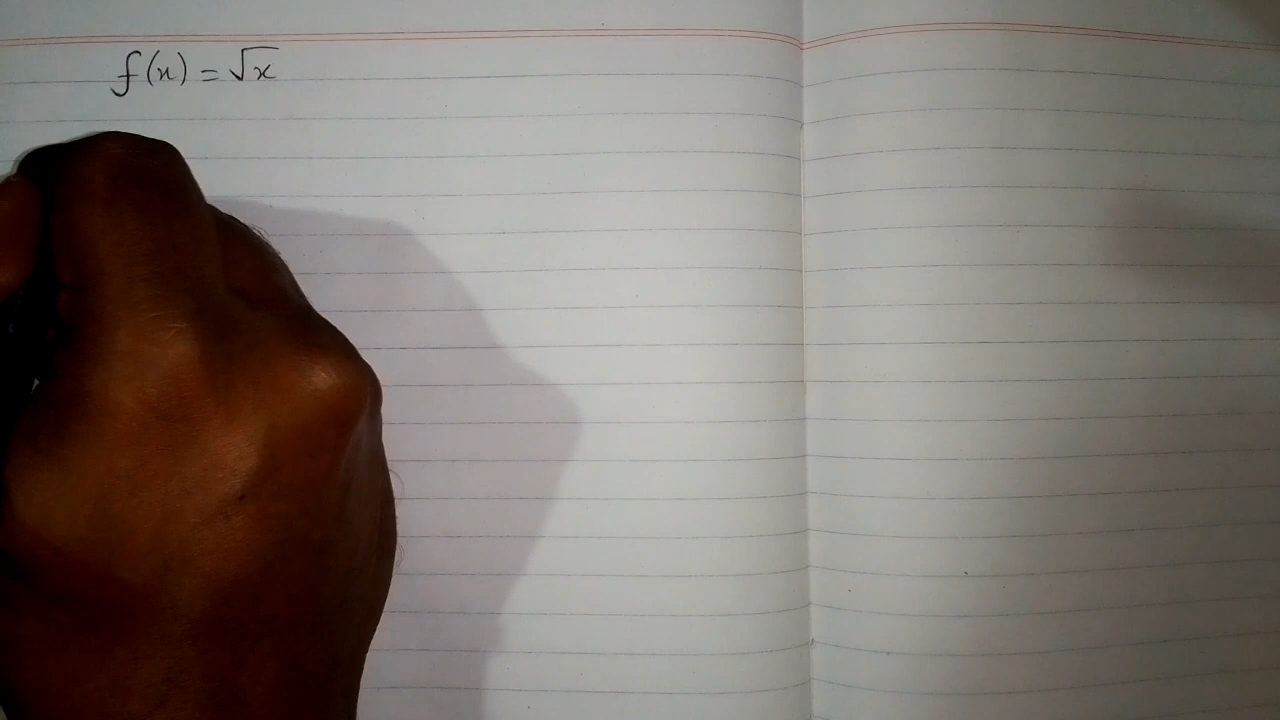 f(x) = √x